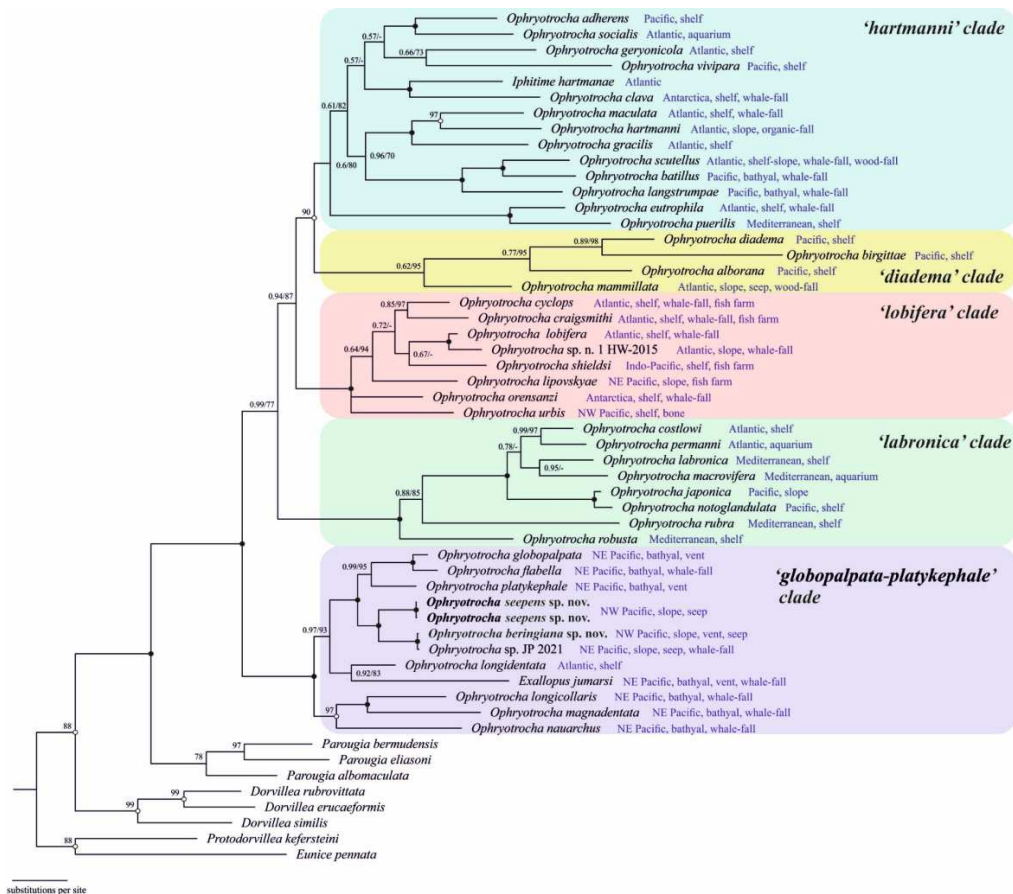 Ophryotrocha adherens Pacific, shelf
'hartmanni' clade
0.57/-
Ophryotrocha socialis Atlantic, aquarium
Ophryotrocha geryonicola Atlantic, shelf
0.57/-
0.66/73
Ophryotrocha vivipara Pacific, shelf
Iphitime hartmanae Atlantic
Ophryotrocha clava Antarctica, shelf, whale-fall
0.61/82
Ophryotrocha maculata Atlantic, shelf, whale-fall
97
Ophryotrocha hartmanni Atlantic, slope, organic-fall
Ophryotrocha gracilis Atlantic, shelf
0.6/80
0.96/70
Ophryotrocha scutellus Atlantic, shelf-slope, whale-fall, wood-fall
Ophryotrocha batillus Pacific, bathyal, whale-fall
Ophryotrocha langstrumpae Pacific, bathyal, whale-fall
Ophryotrocha eutrophila Atlantic, shelf, whale-fall
Ophryotrocha puerilis Mediterranean, shelf
90
0.89/98
Ophryotrocha diadema Pacific, shelf
0.77/95
Ophryotrocha birgittae Pacific, shelf
0.62/95
Ophryotrocha alborana Pacific, shelf
'diadema' clade
Ophryotrocha mammillata Atlantic, slope, seep, wood-fall
0.94/87
0.85/97
Ophryotrocha cyclops Atlantic, shelf, whale-fall, fish farm
'lobifera' clade
Ophryotrocha craigsmithi Atlantic, shelf, whale-fall, fish farm
0.72/-
Ophryotrocha lobifera Atlantic, shelf, whale-fall
0.64/94
Ophryotrocha sp. n. 1 HW-2015 Atlantic, slope, whale-fall
0.67/-
Ophryotrocha shieldsi Indo-Pacific, shelf, fish farm
Ophryotrocha lipovskyae NE Pacific, slope, fish farm
Ophryotrocha orensanzi Antarctica, shelf, whale-fall
0.99/77
Ophryotrocha urbis NW Pacific, shelf, bone
0.99/97
Ophryotrocha costlowi Atlantic, shelf
'labronica' clade
0.78/-
Ophryotrocha permanni Atlantic, aquarium
Ophryotrocha labronica Mediterranean, shelf
0.95/-
Ophryotrocha macrovifera Mediterranean, aquarium
0.88/85
Ophryotrocha japonica Pacific, slope
Ophryotrocha notoglandulata Pacific, shelf
Ophryotrocha rubra Mediterranean, shelf
Ophryotrocha robusta Mediterranean, shelf
Ophryotrocha globopalpata NE Pacific, bathyal, vent
0.99/95
Ophryotrocha flabella NE Pacific, bathyal, whale-fall
'globopalpata-platykephale'
clade
Ophryotrocha platykephale NE Pacific, bathyal, vent
Ophryotrocha seepens sp. nov.
NW Pacific, slope, seep
Ophryotrocha seepens sp. nov.
0.97/93
Ophryotrocha beringiana sp. nov. NW Pacific, slope, vent, seep
Ophryotrocha sp. JP 2021 NE Pacific, slope, seep, whale-fall
Ophryotrocha longidentata Atlantic, shelf
0.92/83
Exallopus jumarsi NE Pacific, bathyal, vent, whale-fall
Ophryotrocha longicollaris NE Pacific, bathyal, whale-fall
97
Ophryotrocha magnadentata NE Pacific, bathyal, whale-fall
Ophryotrocha nauarchus NE Pacific, bathyal, whale-fall
88
97
Parougia bermudensis
78
Parougia eliasoni
Parougia albomaculata
99
Dorvillea rubrovittata
99
Dorvillea erucaeformis
Dorvillea similis
88
Protodorvillea kefersteini
Eunice pennata
substitutions per site